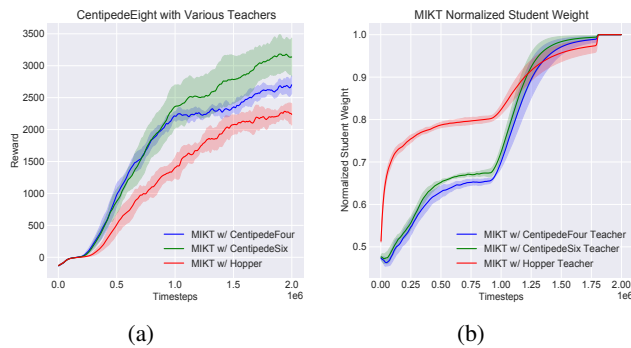 CentipedeEight with Various Teachers
3500
3000
2500
2000
1500
1000
500
0
Reward
MIKT w/ CentipedeFour
MIKT w/ CentipedeSix
MIKT w/ Hopper
0.0 0.5 1.0 1.5 2.0
Timesteps 1e6
(a)
MIKT Normalized Student Weight
1.0
0.9
0.8
0.7
0.6
0.5
Normalized Student Weight
MIKT w/ CentipedeFour Teacher
MIKT w/ CentipedeSix Teacher
MIKT w/ Hopper Teacher
0.00 0.25 0.50 0.75 1.00 1.25 1.50 1.75 2.00
Timesteps 1e6
(b)